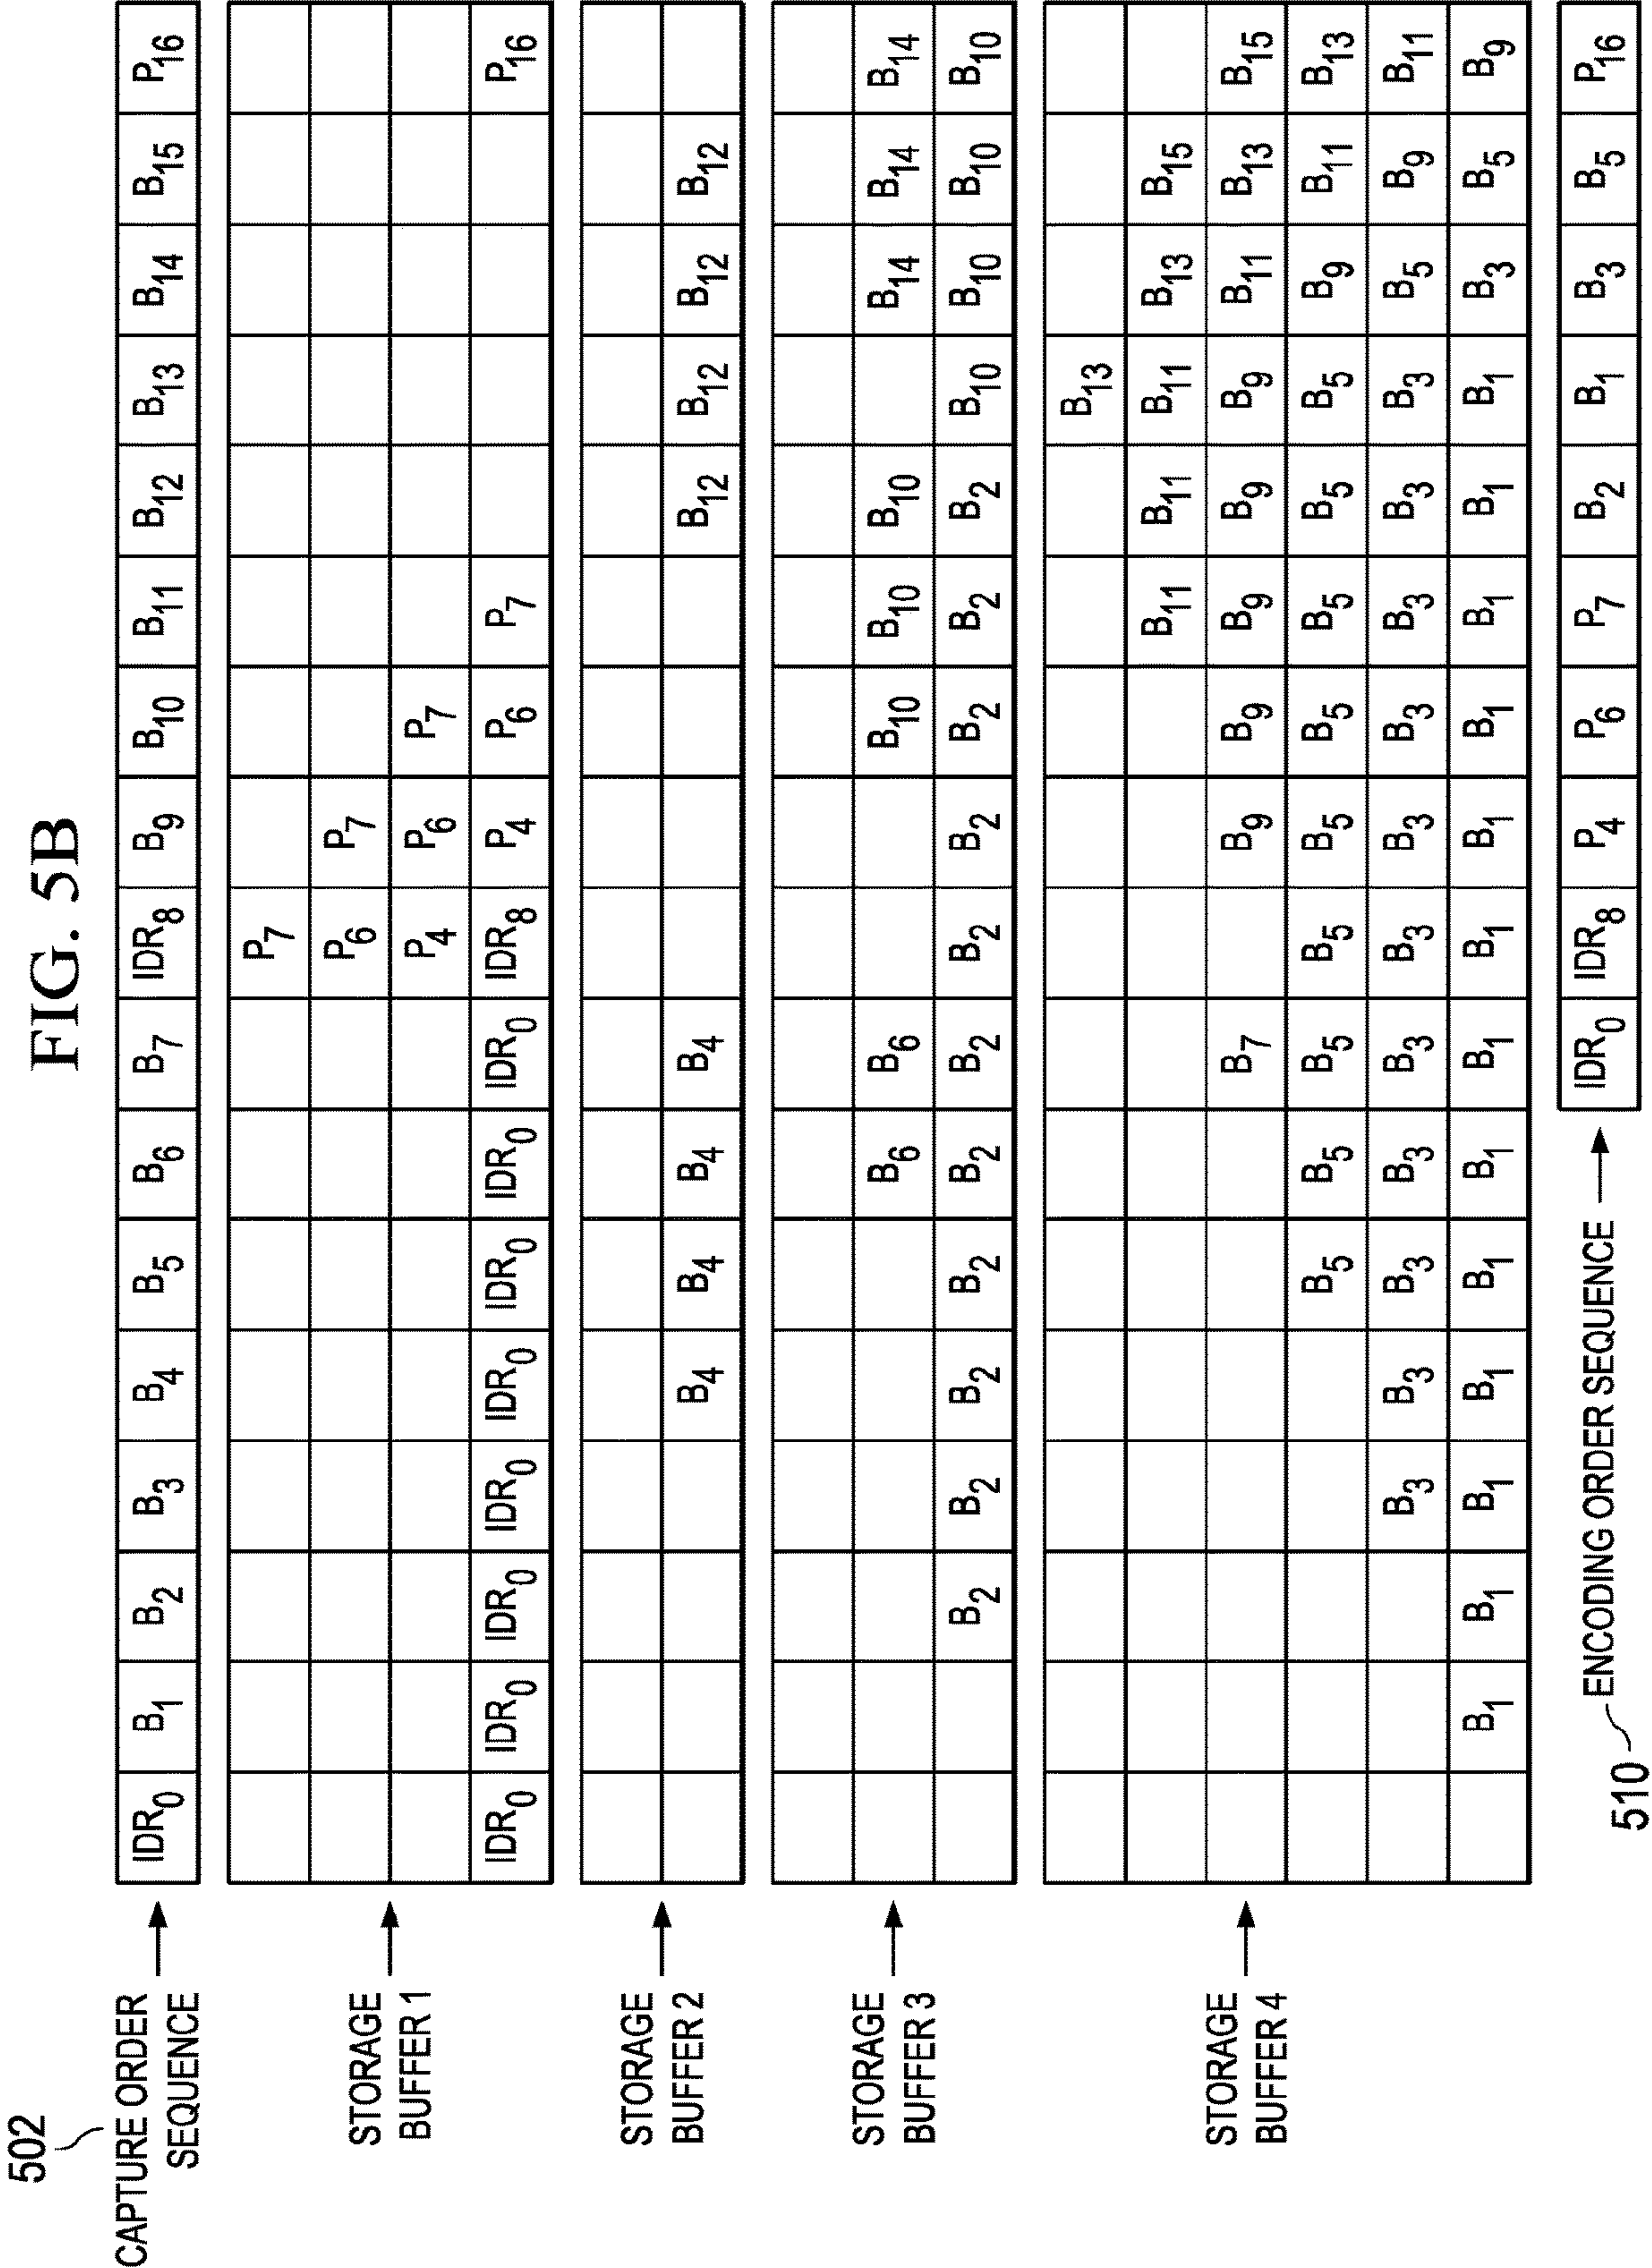 FIG. 5B
502
CAPTURE ORDER
SEQUENCE
IDR0 B1 B2 B3 B4 B5 B6 B7 IDR8 B9 B10 B11 B12 B13 B14 B15 P16
STORAGE
BUFFER 1
P7
P6 P7
P4 P6 P7
IDR0 IDR0 IDR0 IDR0 IDR0 IDR0 IDR0 IDR0 IDR8 P4 P6 P7 P16
STORAGE
BUFFER 2
B4 B4 B4 B4 B12 B12 B12 B12
STORAGE
BUFFER 3
B6 B6 B10 B10 B10 B14 B14 B14
B2 B2 B2 B2 B2 B2 B2 B2 B2 B2 B2 B10 B10 B10 B10
STORAGE
BUFFER 4
B13
B11 B11 B11 B13 B15
B7 B9 B9 B9 B9 B9 B11 B13 B15
B5 B5 B5 B5 B5 B5 B5 B5 B5 B9 B11 B13
B3 B3 B3 B3 B3 B3 B3 B3 B3 B3 B3 B5 B9 B11
B1 B1 B1 B1 B1 B1 B1 B1 B1 B1 B1 B1 B1 B3 B5 B9
510
ENCODING ORDER SEQUENCE
IDR0 IDR8 P4 P6 P7 B2 B1 B3 B5 P16